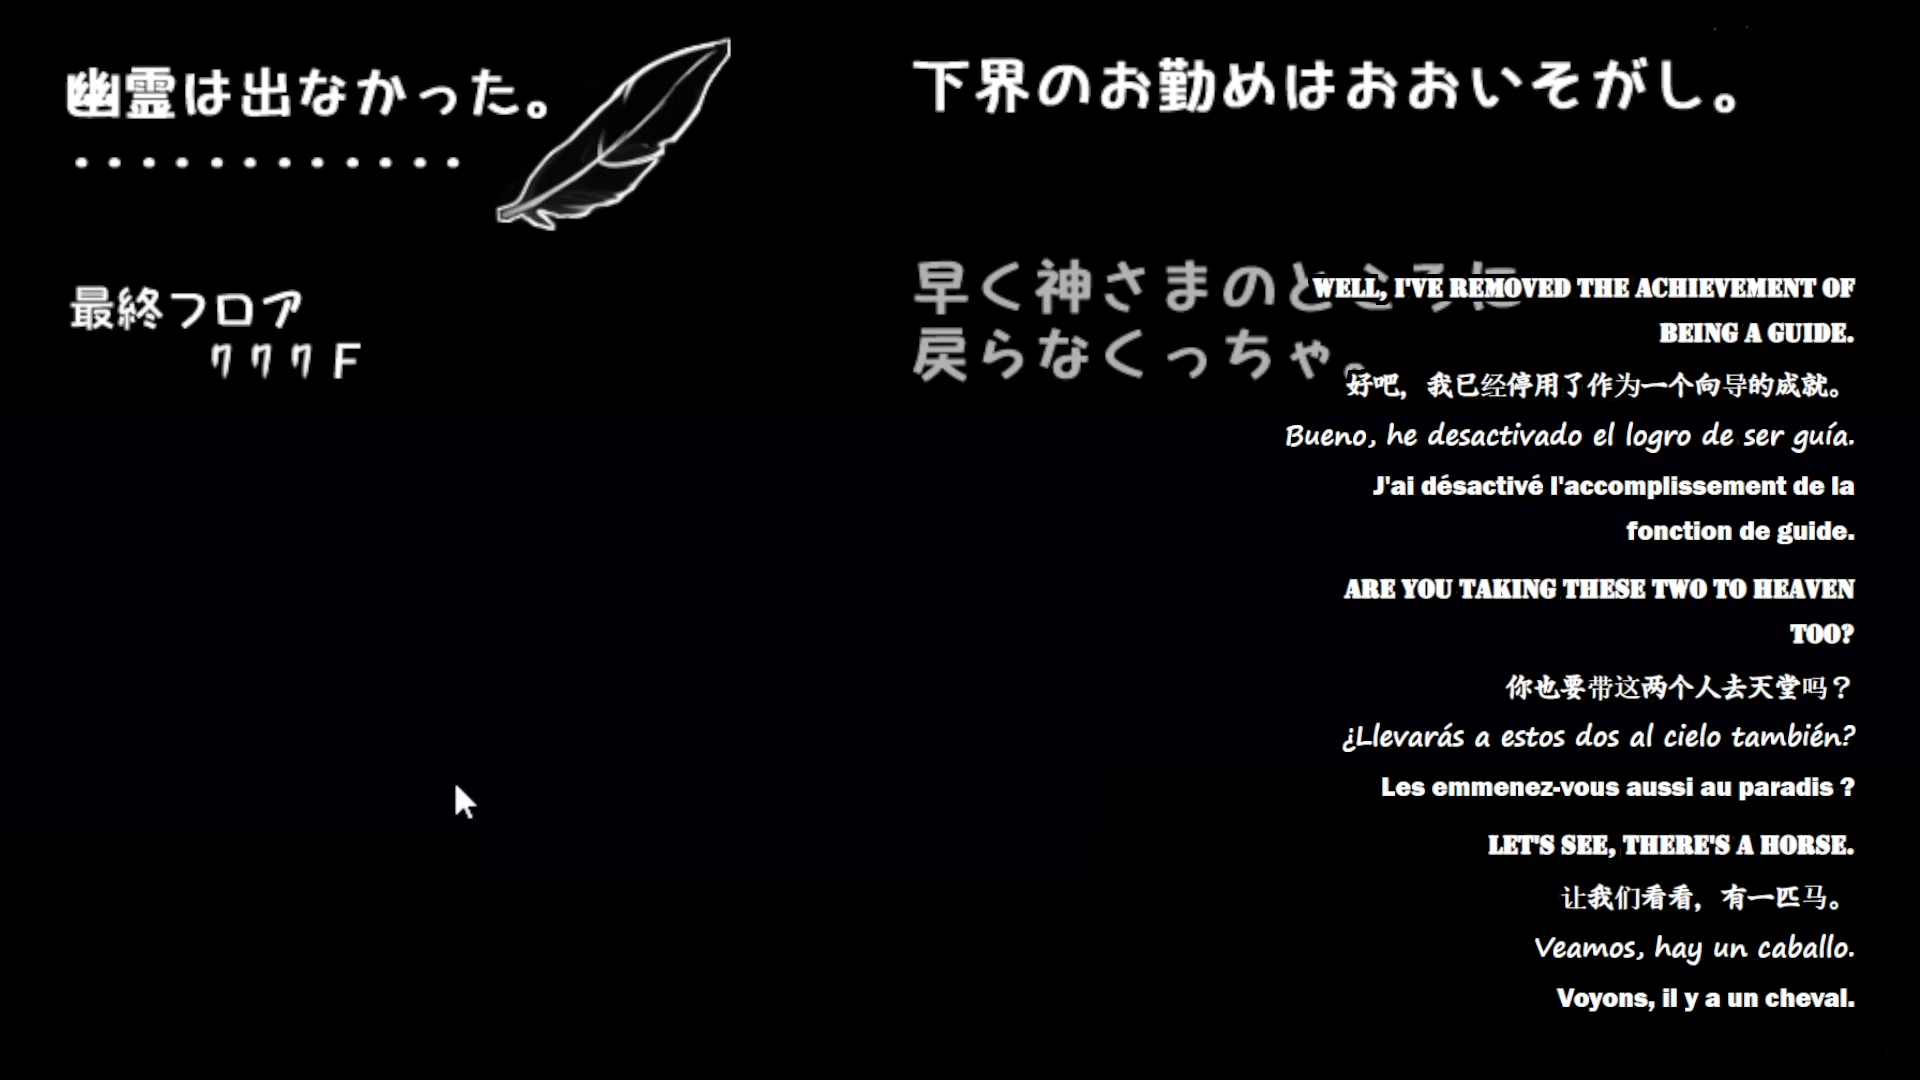 幽霊は出なかった。
・・・・・・・・・・・・
最終フロア
ククク F
下界のお勤めはおおいそがし。
早く神さまのところに
戻らなくっちゃ。
WELL, I'VE REMOVED THE ACHIEVEMENT OF
BEING A GUIDE.
好吧，我已经停用了作为一个向导的成就。
Bueno, he desactivado el logro de ser guía.
J'ai désactivé l'accomplissement de la
fonction de guide.
ARE YOU TAKING THESE TWO TO HEAVEN
TOO?
你也要带这两个人去天堂吗？
¿Llevarás a estos dos al cielo también?
Les emmenez-vous aussi au paradis ?
LET'S SEE, THERE'S A HORSE.
让我们看看，有一匹马。
Veamos, hay un caballo.
Voyons, il y a un cheval.